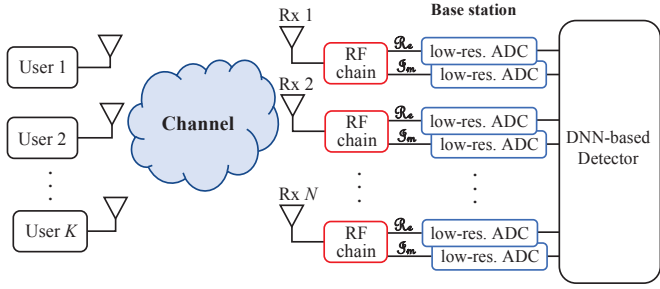 Base station
Rx 1
User 1
RF
chain
ℛℯ
ℐ𝓂
low-res. ADC
low-res. ADC
Rx 2
User 2
Channel
RF
chain
ℛℯ
ℐ𝓂
low-res. ADC
low-res. ADC
DNN-based
Detector
Rx N
User K
RF
chain
ℛℯ
ℐ𝓂
low-res. ADC
low-res. ADC